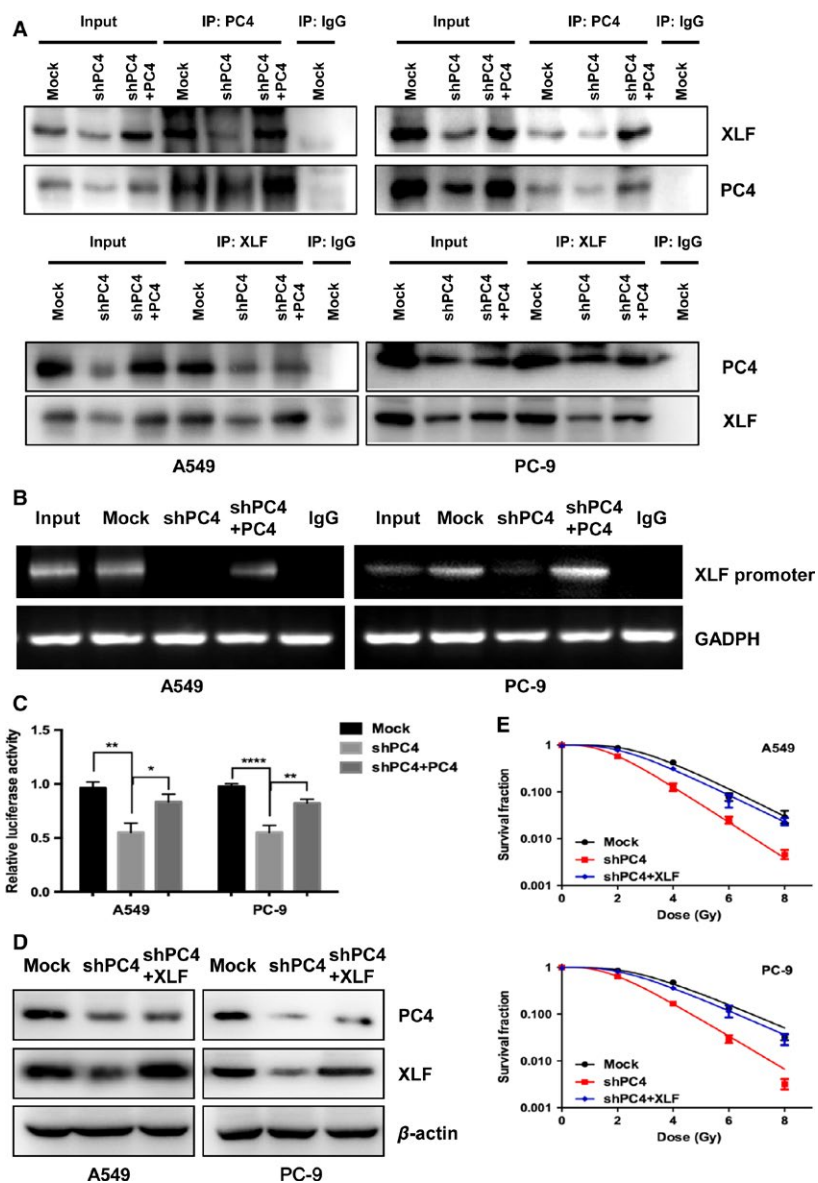 A
Input IP: PC4 IP: IgG
Mock shPC4 shPC4 +PC4 Mock shPC4 shPC4 +PC4 Mock
Input IP: PC4 IP: IgG
Mock shPC4 shPC4 +PC4 Mock shPC4 shPC4 +PC4 Mock
XLF
PC4
Input IP: XLF IP: IgG
Mock shPC4 shPC4 +PC4 Mock shPC4 shPC4 +PC4 Mock
Input IP: XLF IP: IgG
Mock shPC4 shPC4 +PC4 Mock shPC4 shPC4 +PC4 Mock
PC4
XLF
A549 PC-9
B
Input Mock shPC4 shPC4 +PC4 IgG
Input Mock shPC4 shPC4 +PC4 IgG
XLF promoter
GADPH
A549 PC-9
C
Relative luciferase activity
1.5
1.0
0.5
0.0
** * **** **
A549 PC-9
Mock
shPC4
shPC4+PC4
D
Mock shPC4 shPC4 +XLF
Mock shPC4 shPC4 +XLF
PC4
XLF
β-actin
A549 PC-9
E
A549
Survival fraction
1
0.100
0.010
0.001
Mock
shPC4
shPC4+XLF
0 2 4 6 8
Dose (Gy)
PC-9
Survival fraction
1
0.100
0.010
0.001
Mock
shPC4
shPC4+XLF
0 2 4 6 8
Dose (Gy)